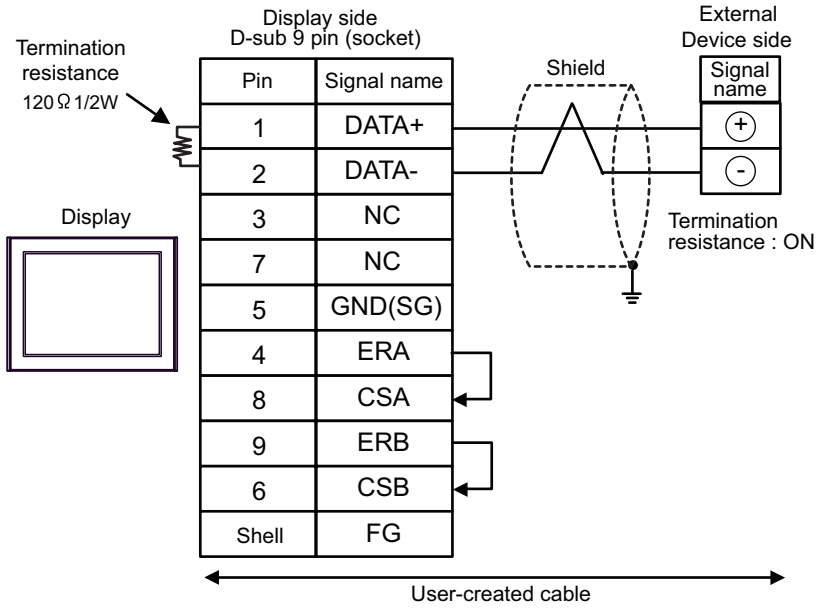 Display side
D-sub 9 pin (socket)
External
Device side
Termination
resistance
120 Ω 1/2W
Pin Signal name
Shield
Signal
name
1 DATA+
+
2 DATA-
-
Display
3 NC
Termination
resistance : ON
7 NC
5 GND(SG)
4 ERA
8 CSA
9 ERB
6 CSB
Shell FG
User-created cable